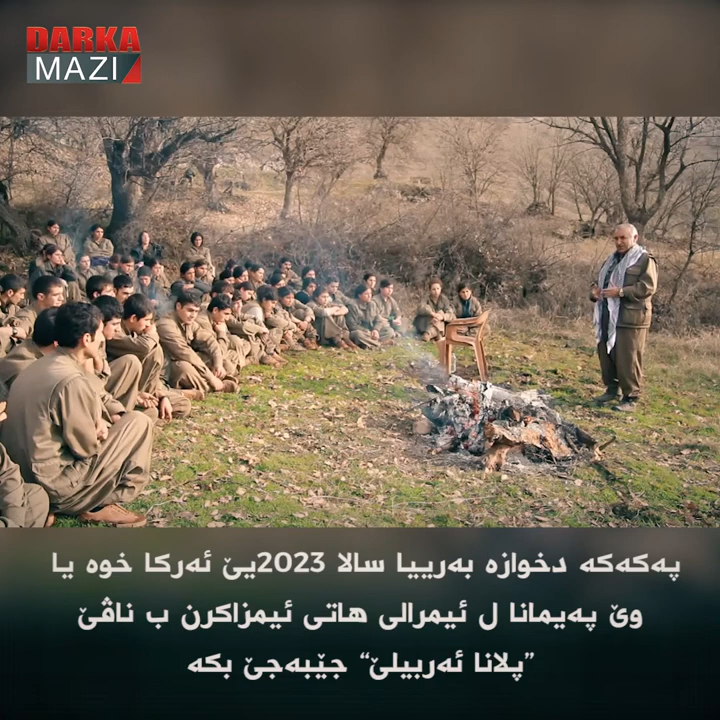 DARKA
MAZI
پەکەکە دخوازە بەرییا سالا 2023یێ ئەرکا خوە یا
وێ پەیمانا ل ئیمرالی هاتی ئیمزاکرن ب ناڤێ
”پلانا ئەربیلێ“ جێبەجێ بکە